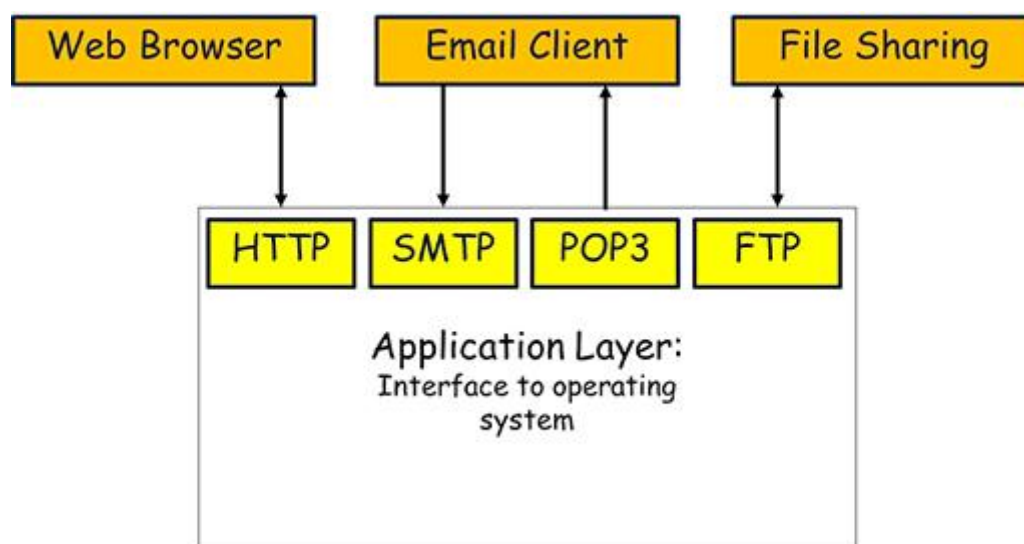 Web Browser
Email Client
File Sharing
HTTP
SMTP
POP3
FTP
Application Layer:
Interface to operating
system